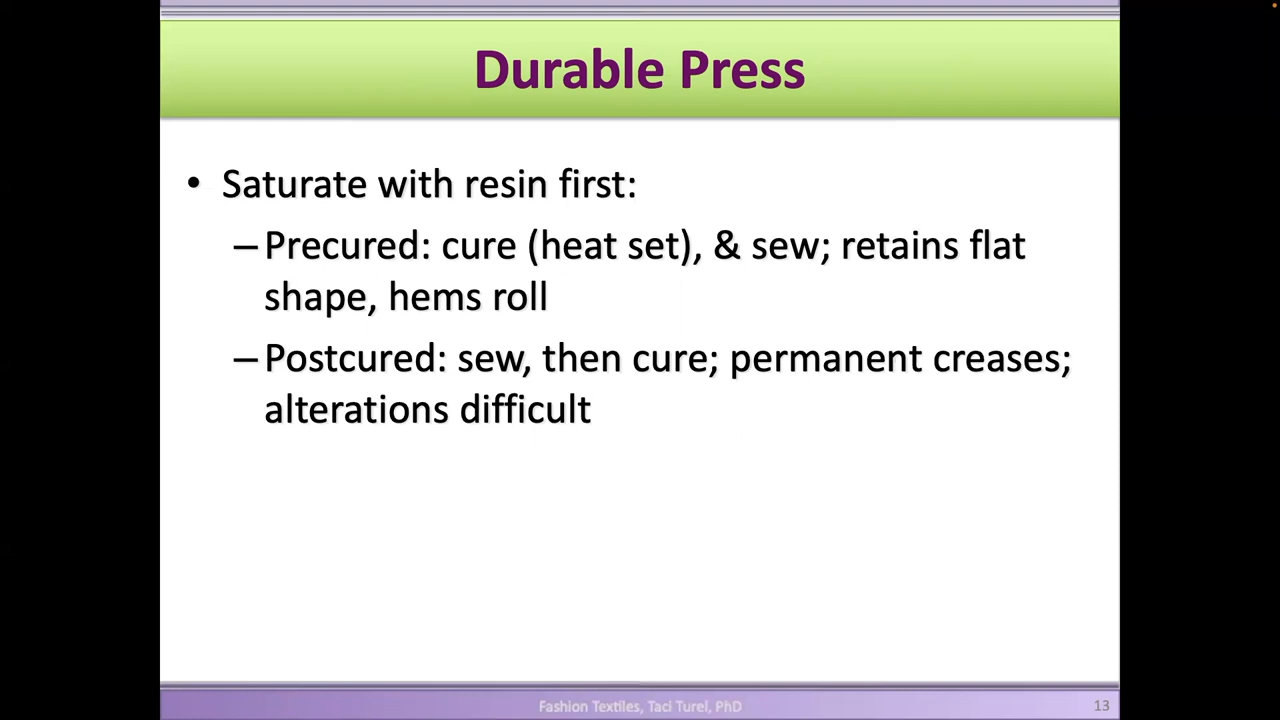 Durable Press
• Saturate with resin first:
– Precured: cure (heat set), & sew; retains flat
shape, hems roll
– Postcured: sew, then cure; permanent creases;
alterations difficult
Fashion Textiles, Taci Turel, PhD
13